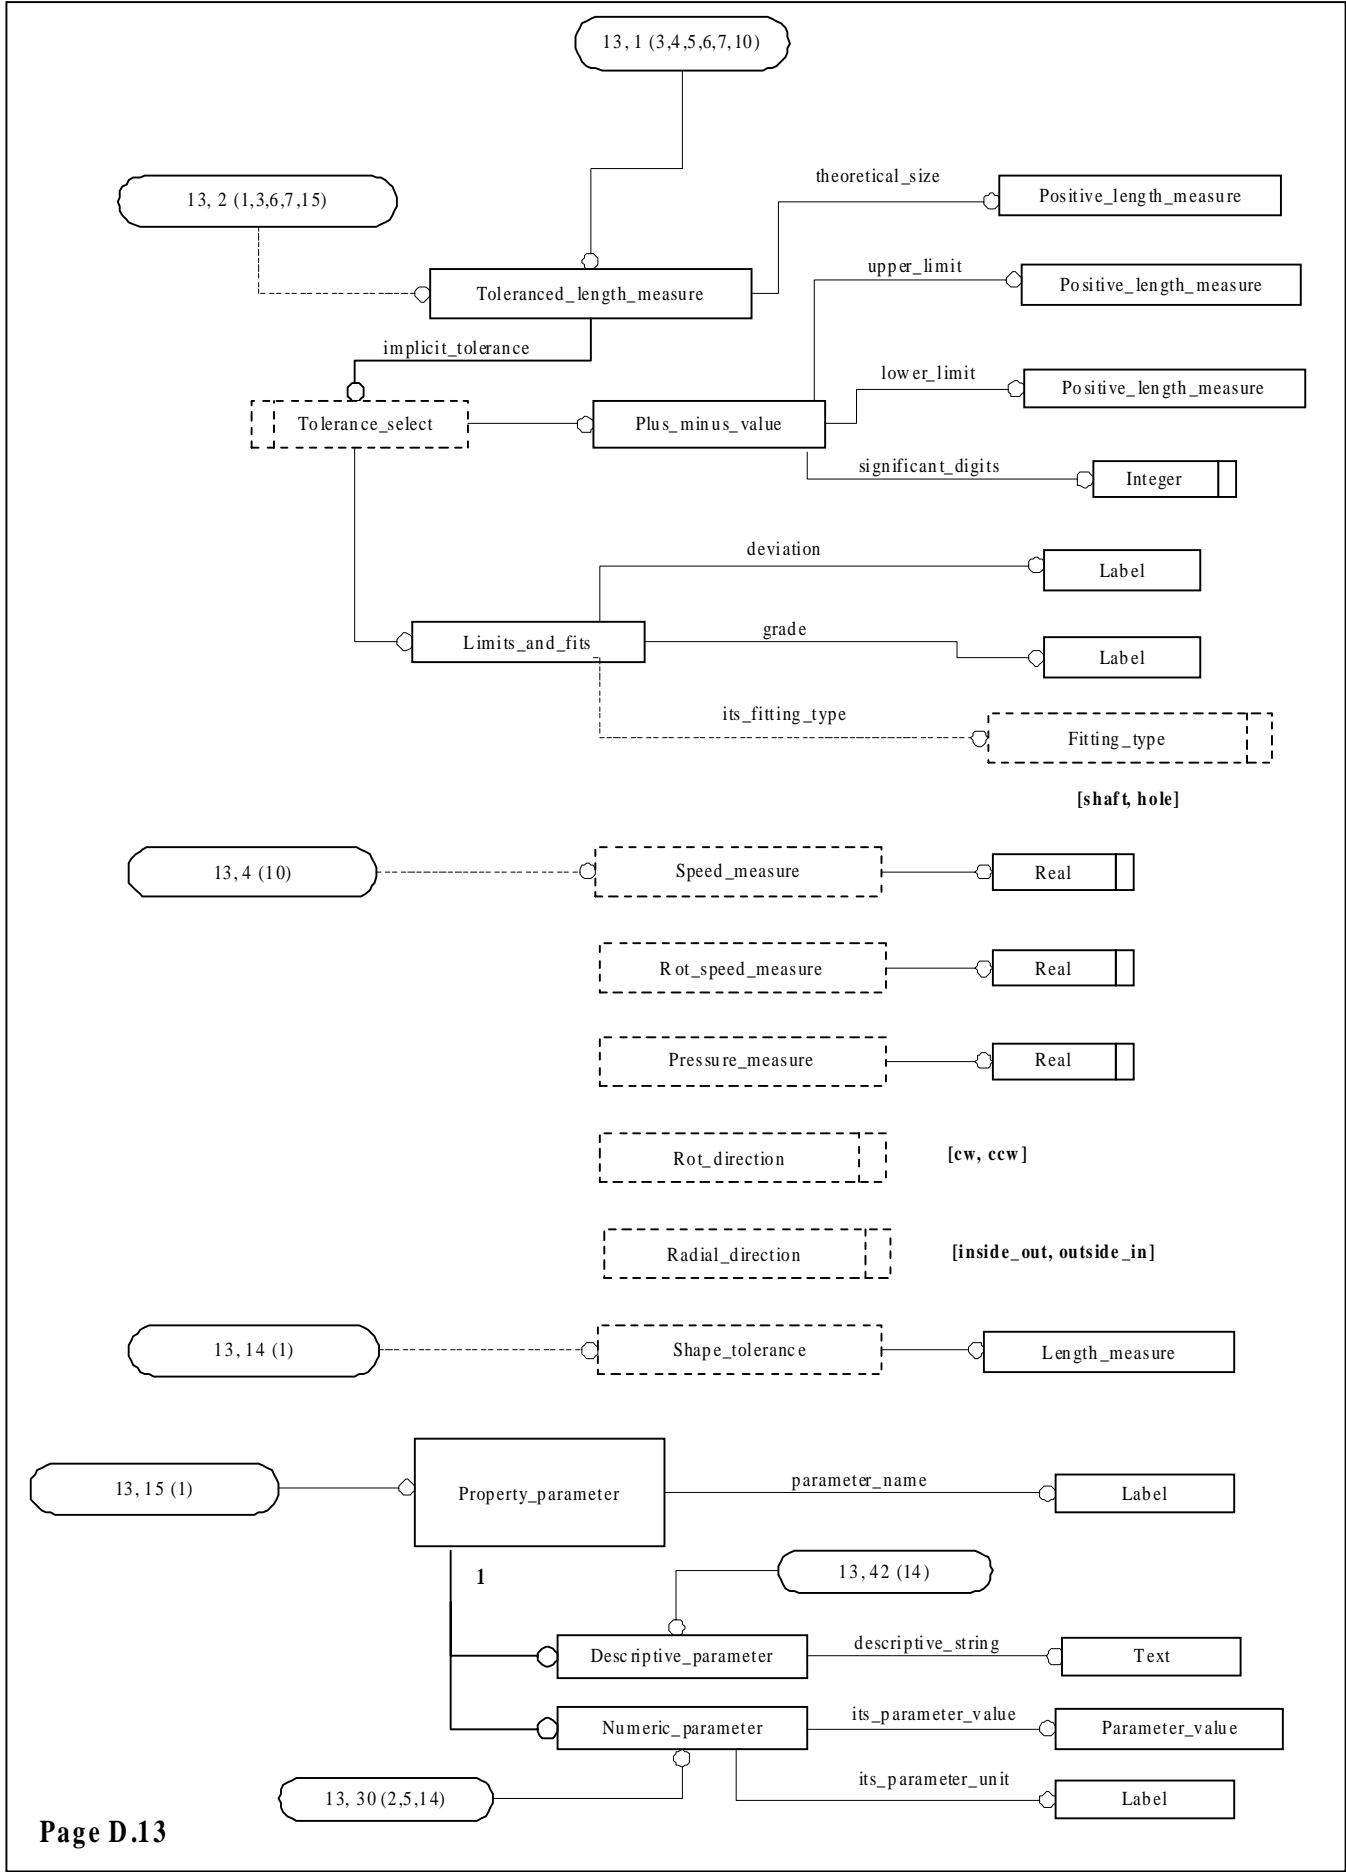 13, 1 (3,4,5,6,7,10)
theoretical_size
13, 2 (1,3,6,7,15)
Positive_length_measure
upper_limit
Toleranced_length_measure
Positive_length_measure
implicit_tolerance
lower_limit
Positive_length_measure
Tolerance_select
Plus_minus_value
significant_digits
Integer
deviation
Label
grade
Limits_and_fits
Label
its_fitting_type
Fitting_type
[shaft, hole]
13, 4 (10)
Speed_measure
Real
Rot_speed_measure
Real
Pressure_measure
Real
Rot_direction
[cw, ccw]
Radial_direction
[inside_out, outside_in]
13, 14 (1)
Shape_tolerance
Length_measure
13, 15 (1)
Property_parameter
parameter_name
Label
1
13, 42 (14)
Descriptive_parameter
descriptive_string
Text
Numeric_parameter
its_parameter_value
Parameter_value
its_parameter_unit
13, 30 (2,5,14)
Label
Page D.13